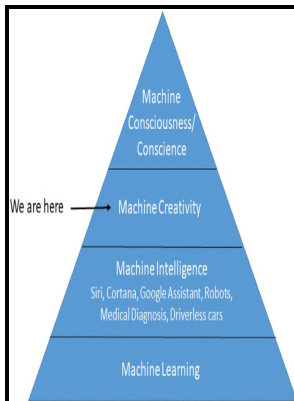 Machine
Consciousness/
Conscience
We are here
Machine Creativity
Machine Intelligence
Siri, Cortana, Google Assistant, Robots,
Medical Diagnosis, Driverless cars
Machine Learning